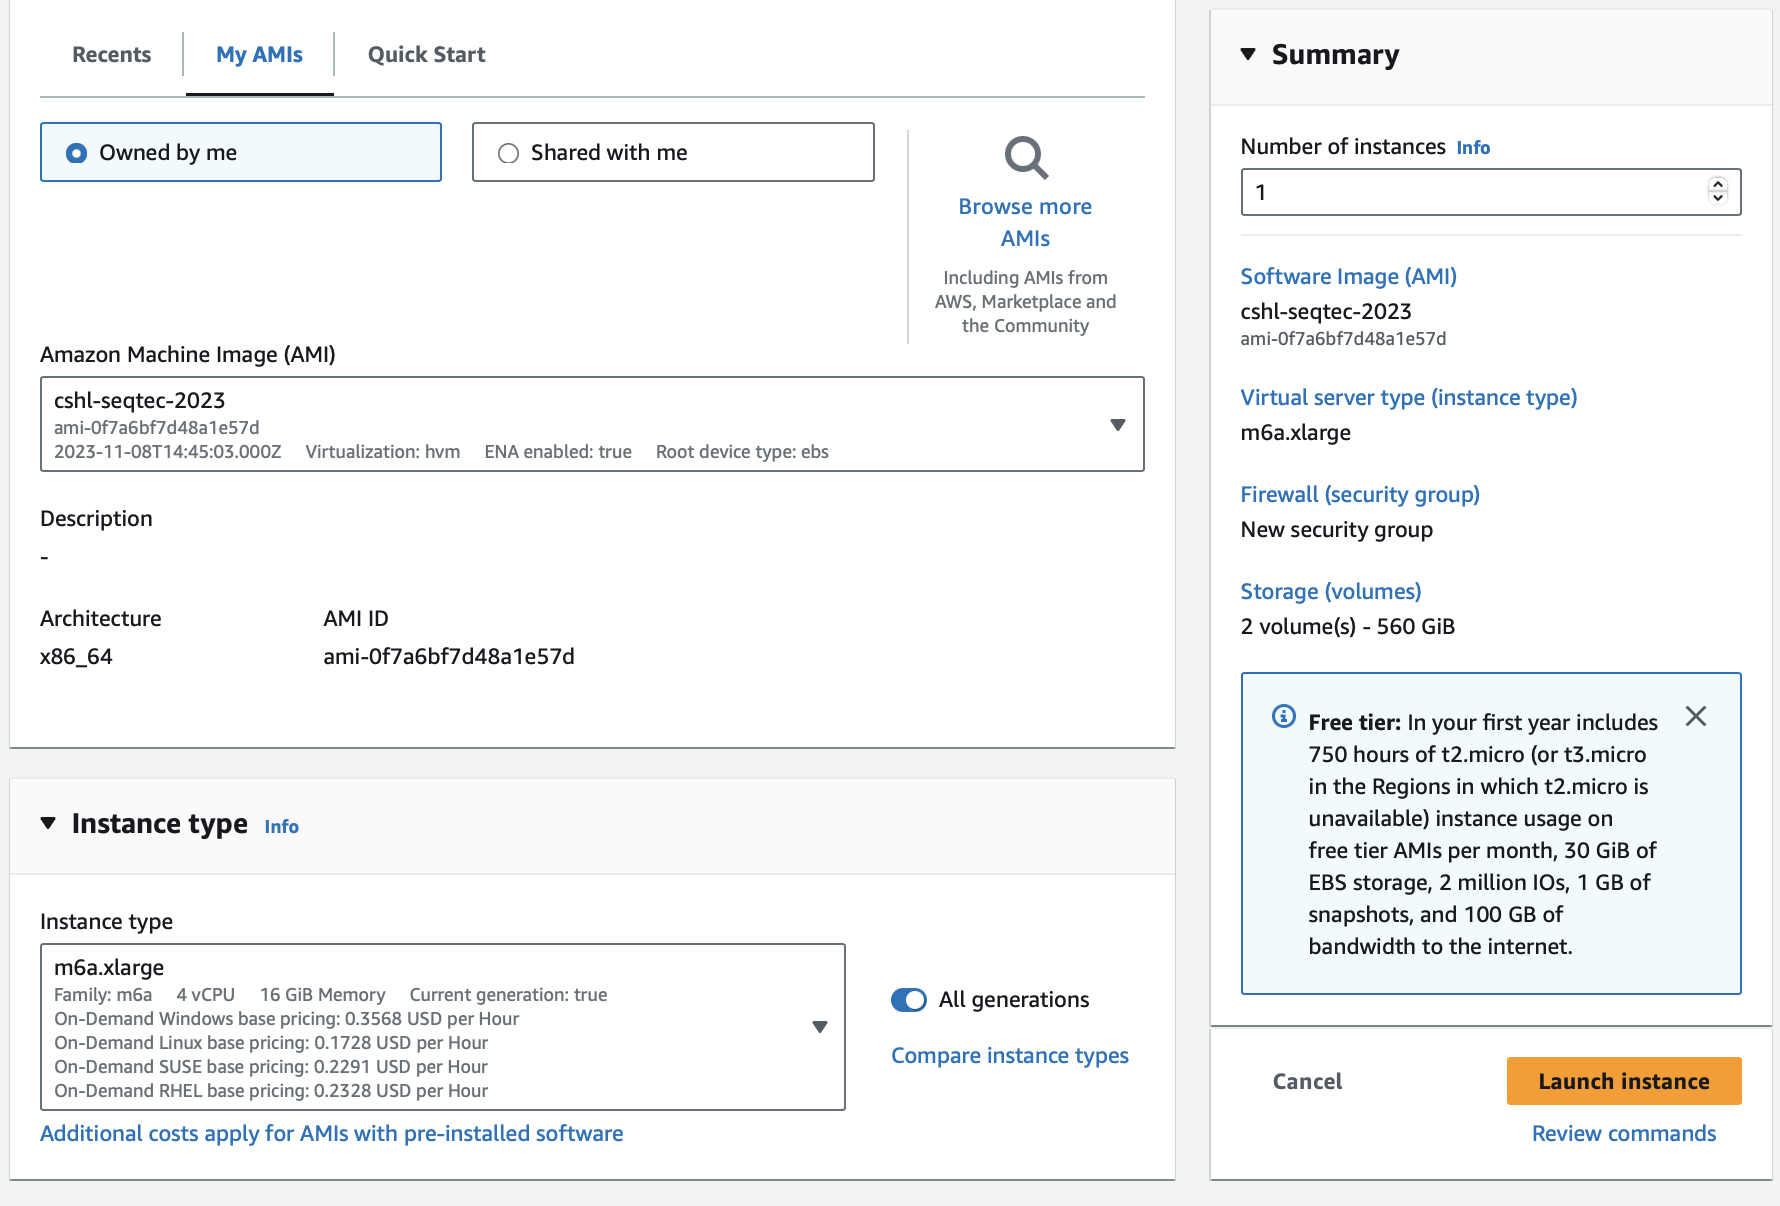 Recents
My AMIs
Quick Start
Owned by me
Shared with me
Browse more
AMIs
Including AMIs from
AWS, Marketplace and
the Community
Amazon Machine Image (AMI)
cshl-seqtec-2023
ami-0f7a6bf7d48a1e57d
2023-11-08T14:45:03.000Z Virtualization: hvm ENA enabled: true Root device type: ebs
Description
-
Architecture AMI ID
x86_64 ami-0f7a6bf7d48a1e57d
Instance type Info
Instance type
m6a.xlarge
Family: m6a 4 vCPU 16 GiB Memory Current generation: true
On-Demand Windows base pricing: 0.3568 USD per Hour
On-Demand Linux base pricing: 0.1728 USD per Hour
On-Demand SUSE base pricing: 0.2291 USD per Hour
On-Demand RHEL base pricing: 0.2328 USD per Hour
All generations
Compare instance types
Additional costs apply for AMIs with pre-installed software
Summary
Number of instances Info
1
Software Image (AMI)
cshl-seqtec-2023
ami-0f7a6bf7d48a1e57d
Virtual server type (instance type)
m6a.xlarge
Firewall (security group)
New security group
Storage (volumes)
2 volume(s) - 560 GiB
Free tier: In your first year includes
750 hours of t2.micro (or t3.micro
in the Regions in which t2.micro is
unavailable) instance usage on
free tier AMIs per month, 30 GiB of
EBS storage, 2 million IOs, 1 GB of
snapshots, and 100 GB of
bandwidth to the internet.
Cancel
Launch instance
Review commands